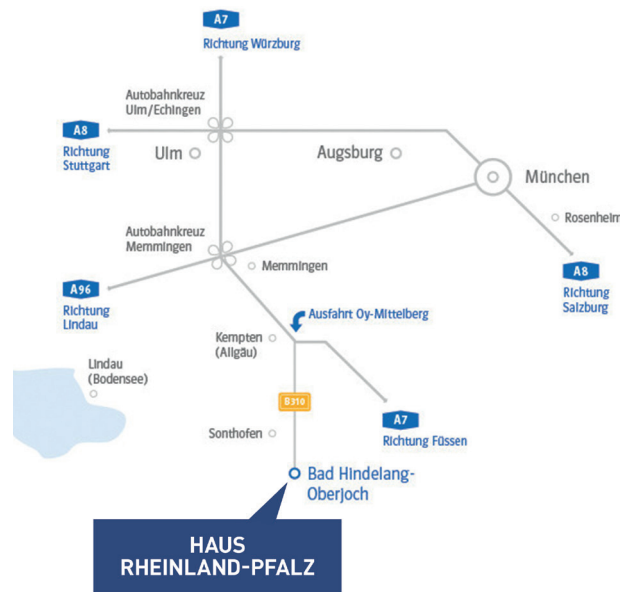 A7
Richtung Würzburg
Autobahnkreuz
Ulm/Echingen
A8
Richtung
Stuttgart
Ulm
Augsburg
München
Rosenheim
Autobahnkreuz
Memmingen
Memmingen
A8
Richtung
Salzburg
A96
Richtung
Lindau
Ausfahrt Oy-Mittelberg
Kempten
(Allgäu)
Lindau
(Bodensee)
B310
A7
Richtung Füssen
Sonthofen
Bad Hindelang-
Oberjoch
HAUS
RHEINLAND-PFALZ